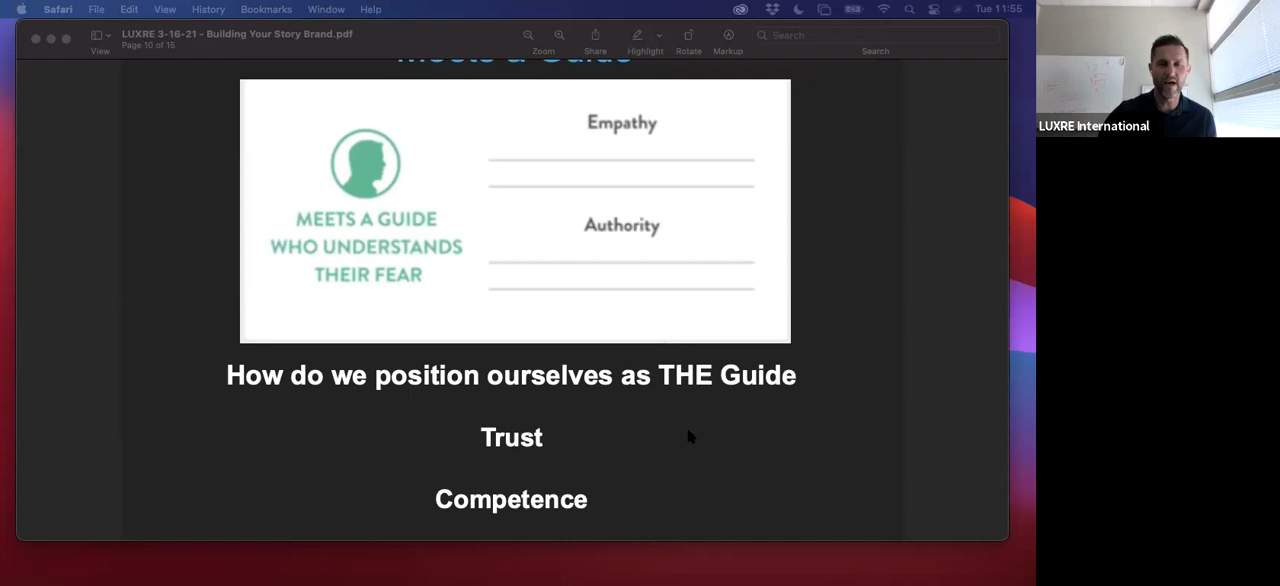 Safari File Edit View History Bookmarks Window Help Tue 11:55
LUXRE 3-16-21 - Building Your Story Brand.pdf
Page 10 of 15
View Zoom Share Highlight Rotate Markup Search
Search
Meets a Guide
MEETS A GUIDE
WHO UNDERSTANDS
THEIR FEAR
Empathy
Authority
How do we position ourselves as THE Guide
Trust
Competence
LUXRE International